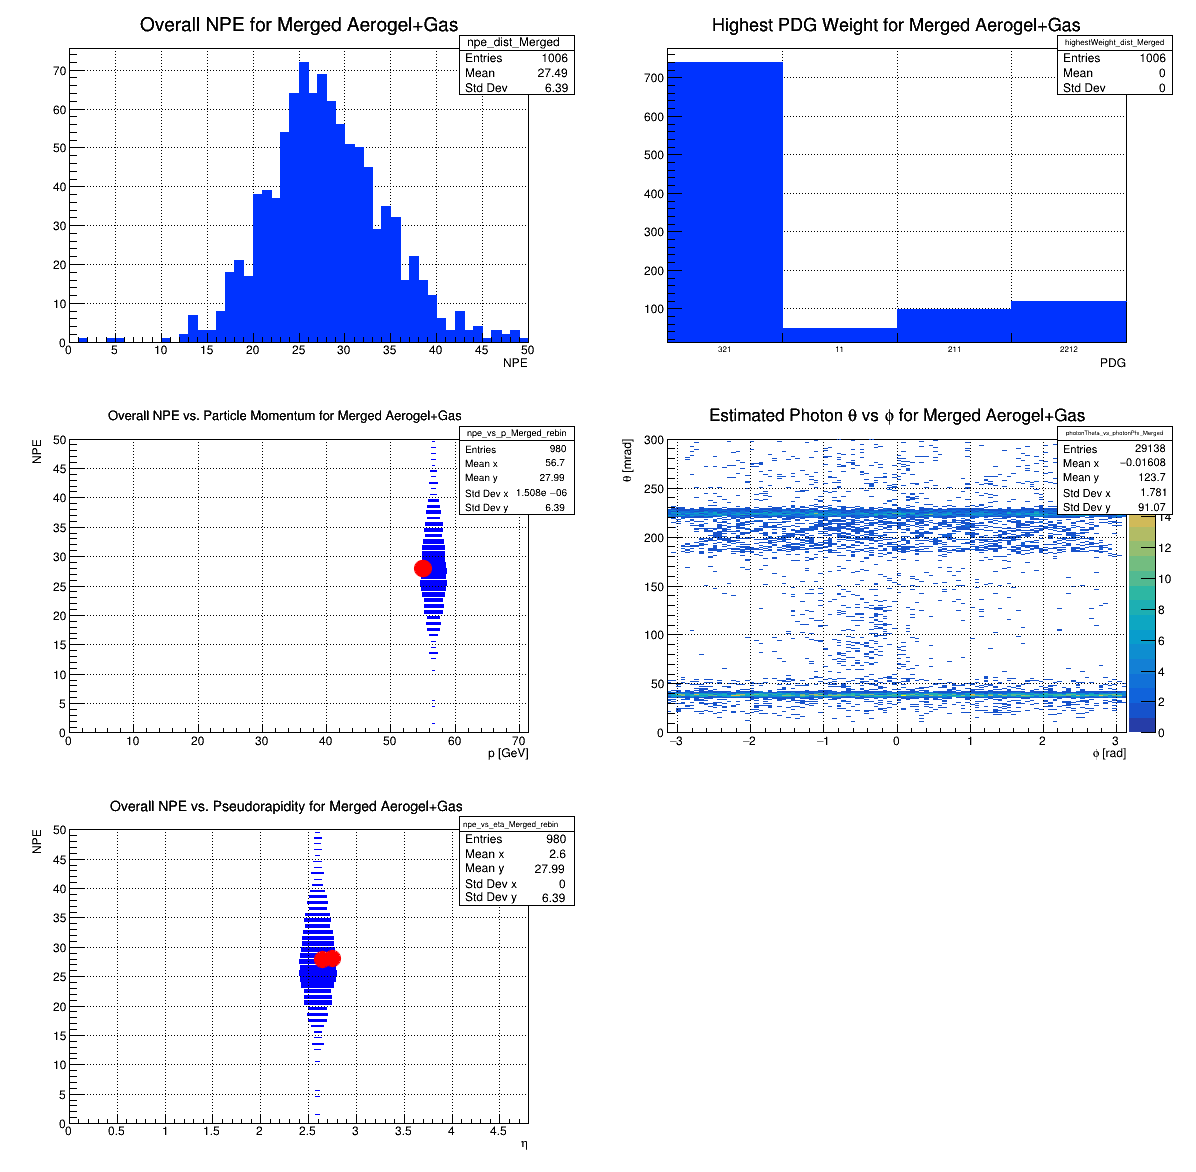 Overall NPE for Merged Aerogel+Gas
npe_dist_Merged
Entries 1006
Mean 27.49
Std Dev 6.39
70
60
50
40
30
20
10
0
0 5 10 15 20 25 30 35 40 45 50
NPE
Highest PDG Weight for Merged Aerogel+Gas
highestWeight_dist_Merged
Entries 1006
Mean 0
Std Dev 0
700
600
500
400
300
200
100
321 11 211 2212
PDG
Overall NPE vs. Particle Momentum for Merged Aerogel+Gas
npe_vs_p_Merged_rebin
Entries 980
Mean x 56.7
Mean y 27.99
Std Dev x 1.508e −06
Std Dev y 6.39
NPE
50
45
40
35
30
25
20
15
10
5
0
0 10 20 30 40 50 60 70
p [GeV]
Estimated Photon θ vs ϕ for Merged Aerogel+Gas
photonTheta_vs_photonPhi_Merged
Entries 29138
Mean x −0.01608
Mean y 123.7
Std Dev x 1.781
Std Dev y 91.07
θ [mrad]
300
250
200
150
100
50
0
−3 −2 −1 0 1 2 3
ϕ [rad]
14
12
10
8
6
4
2
0
Overall NPE vs. Pseudorapidity for Merged Aerogel+Gas
npe_vs_eta_Merged_rebin
Entries 980
Mean x 2.6
Mean y 27.99
Std Dev x 0
Std Dev y 6.39
NPE
50
45
40
35
30
25
20
15
10
5
0
0 0.5 1 1.5 2 2.5 3 3.5 4 4.5
η